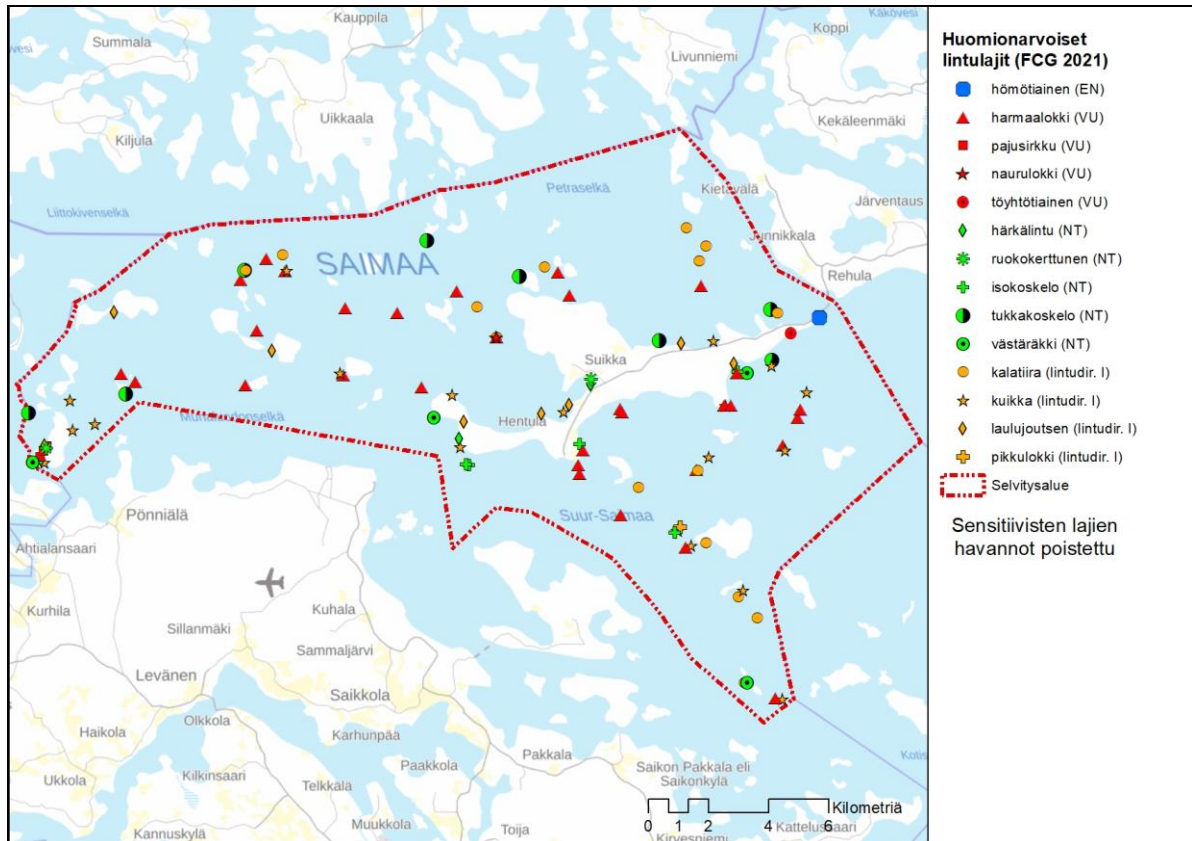 Kauppila
Summala
Livunniemi
Koppi
Kakövesi
Uikkaala
Kiljula
Kekäleenmäki
Petraselkä
Kietävälä
Järventaus
Liittokivenselkä
Junnikkala
SAIMAA
Rehula
Suikka
Hentula
Suur-Saimaa
Pönniälä
Ahtialansaari
Kurhila
Kuhala
Sillanmäki
Sammaljärvi
Levänen
Saikkola
Olkkola
Karhunpää
Haikola
Pakkala
Paakkola
Saikon Pakkala eli
Saikonkylä
Ukkola
Kilkinsaari
Telkkälä
Kannuskylä
Muukkola
Toija
Kirvesniemi
Kilometriä
0 1 2 4 6
Huomionarvoiset
lintulajit (FCG 2021)
hömötiainen (EN)
harmaalokki (VU)
pajusirkku (VU)
naurulokki (VU)
töyhtötiainen (VU)
härkälintu (NT)
ruokokerttunen (NT)
isokoskelo (NT)
tukkakoskelo (NT)
västäräkki (NT)
kalatiira (lintudir. I)
kuikka (lintudir. I)
laulujoutsen (lintudir. I)
pikkulokki (lintudir. I)
Selvitysalue
Sensitiivisten lajien
havannot poistettu